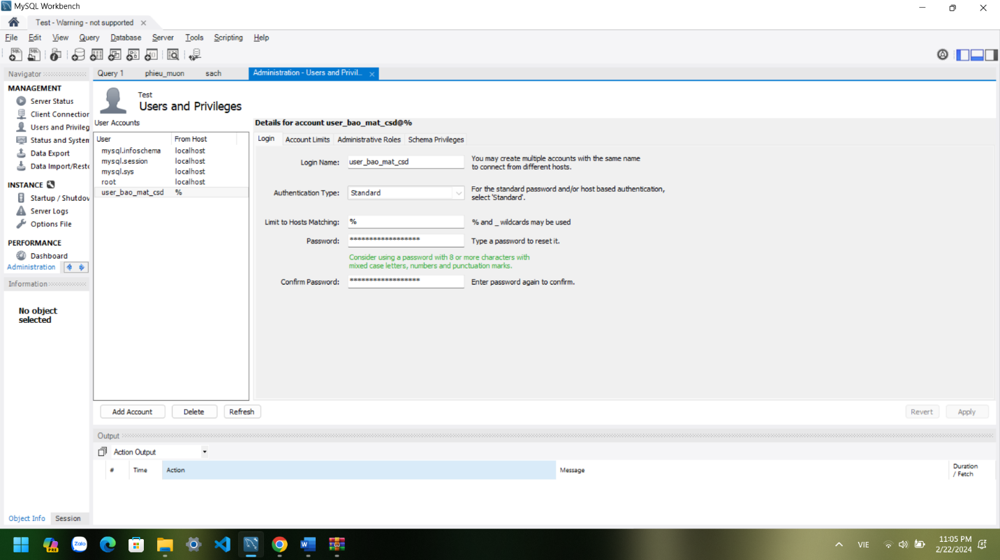 MySQL Workbench
Test - Warning - not supported
File Edit View Query Database Server Tools Scripting Help
Navigator
Query 1 phieu_muon sach Administration - Users and Privil...
MANAGEMENT
Server Status
Client Connection
Users and Privileg
Status and System
Data Export
Data Import/Resto
INSTANCE
Startup / Shutdov
Server Logs
Options File
PERFORMANCE
Dashboard
Administration
Information
No object
selected
Object Info Session
Test
Users and Privileges
User Accounts
User From Host
mysql.infoschema localhost
mysql.session localhost
mysql.sys localhost
root localhost
user_bao_mat_csd %
Add Account Delete Refresh
Details for account user_bao_mat_csd@%
Login Account Limits Administrative Roles Schema Privileges
Login Name: user_bao_mat_csd You may create multiple accounts with the same name
to connect from different hosts.
Authentication Type: Standard For the standard password and/or host based authentication,
select 'Standard'.
Limit to Hosts Matching: % % and _ wildcards may be used
Password: ****************** Type a password to reset it.
Consider using a password with 8 or more characters with
mixed case letters, numbers and punctuation marks.
Confirm Password: ****************** Enter password again to confirm.
Revert Apply
Output
Action Output
# Time Action Message Duration
/ Fetch
VIE
11:05 PM
2/22/2024